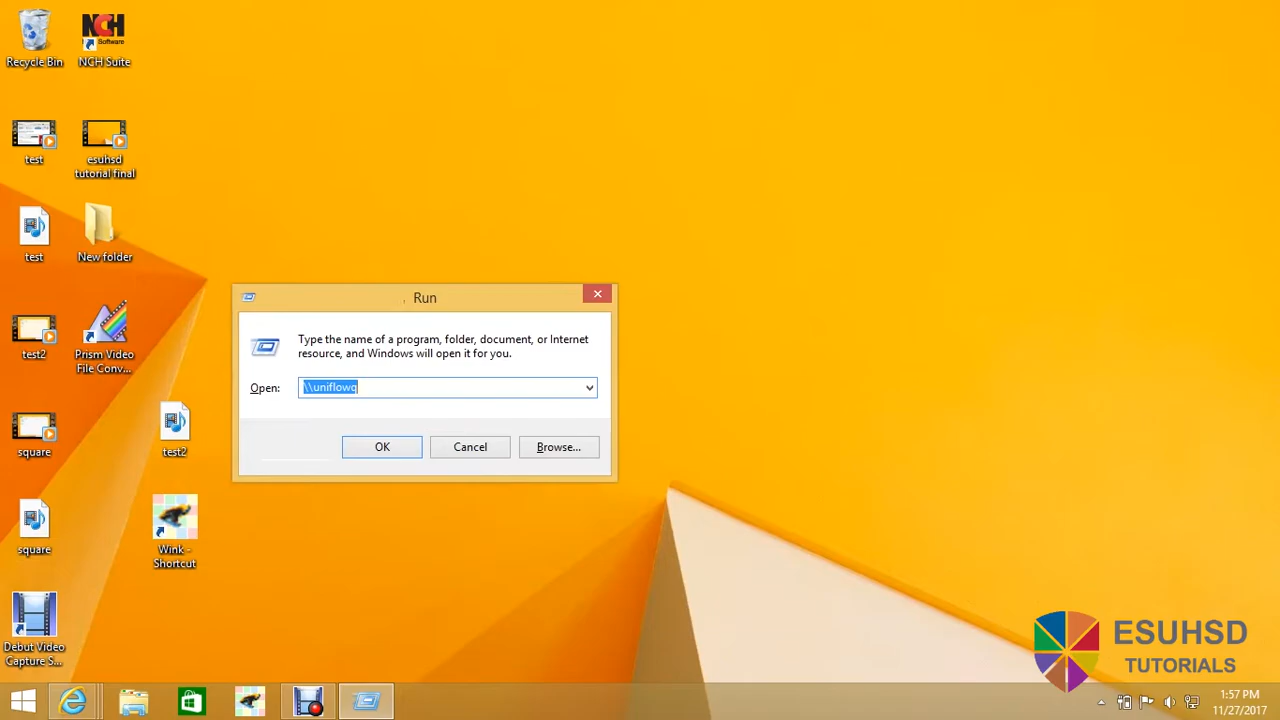 Recycle Bin
NCH
Software
NCH Suite
test
esuhsd
tutorial final
test
New folder
test2
Prism Video
File Conv...
square
test2
square
Wink -
Shortcut
Debut Video
Capture S...
Run
Type the name of a program, folder, document, or Internet
resource, and Windows will open it for you.
Open:
\\uniflowq
OK
Cancel
Browse...
ESUHSD
TUTORIALS
1:57 PM
11/27/2017